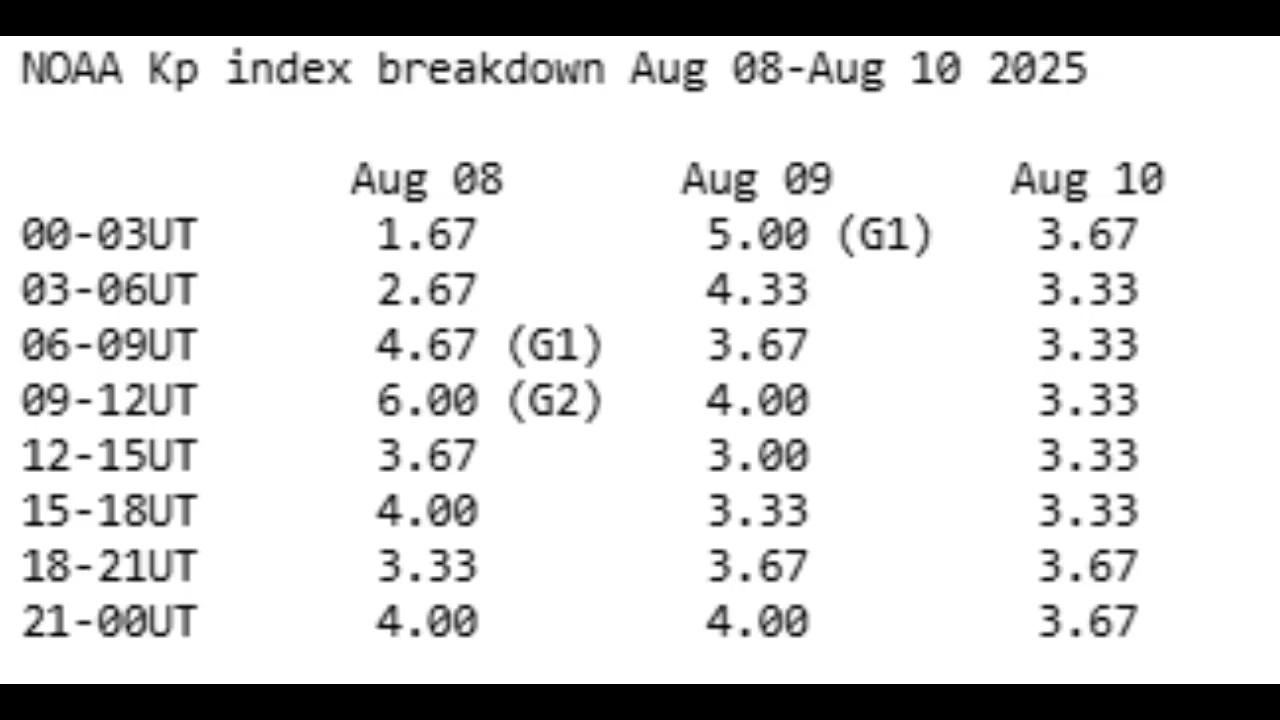 NOAA Kp index breakdown Aug 08-Aug 10 2025
Aug 08 Aug 09 Aug 10
00-03UT 1.67 5.00 (G1) 3.67
03-06UT 2.67 4.33 3.33
06-09UT 4.67 (G1) 3.67 3.33
09-12UT 6.00 (G2) 4.00 3.33
12-15UT 3.67 3.00 3.33
15-18UT 4.00 3.33 3.33
18-21UT 3.33 3.67 3.67
21-00UT 4.00 4.00 3.67